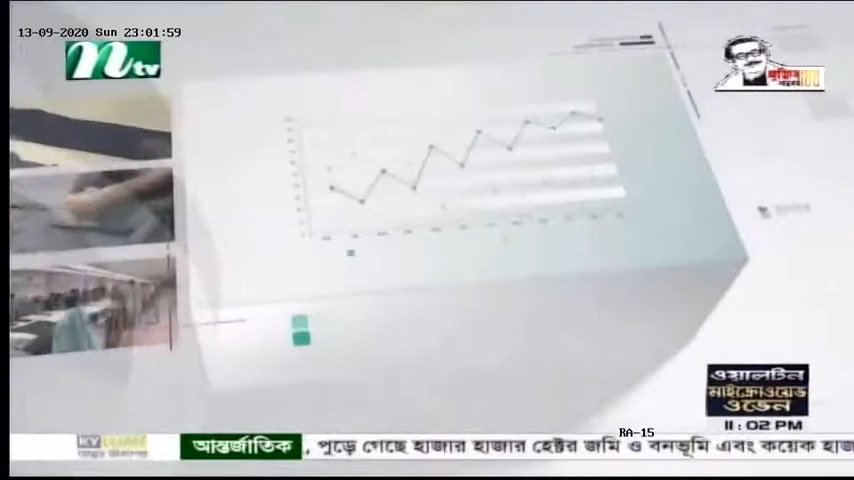 13-09-2020 Sun 23:01:59
ntv
মুজিব
ওয়ালটন
মাইক্রোওয়েভ
ওভেন
11:02 PM
RA-15
আন্তর্জাতিক
, পুড়ে গেছে হাজার হাজার হেক্টর জমি ও বনভূমি এবং কয়েক হাজ